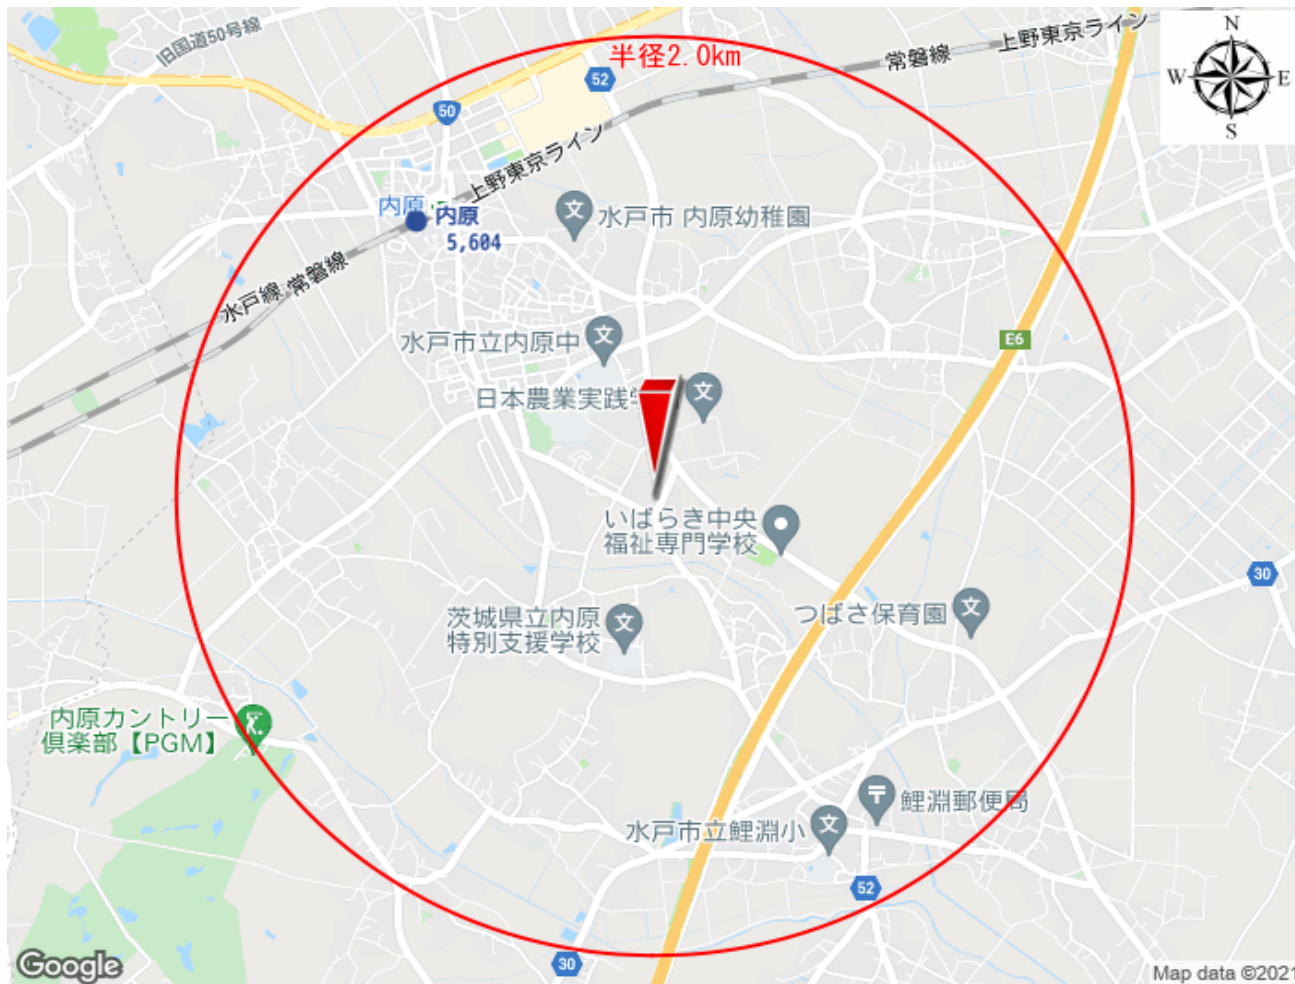 旧国道50号線
半径2.0km
常磐線
上野東京ライン
N
W
E
S
52
50
上野東京ライン
内原
内原
5,604
水戸市 内原幼稚園
水戸線
常磐線
水戸市立内原中
E6
日本農業実践学
いばらき中央
福祉専門学校
30
茨城県立内原
特別支援学校
つばさ保育園
内原カントリー
倶楽部【PGM】
鯉淵郵便局
水戸市立鯉淵小
52
30
Google
Map data ©2021